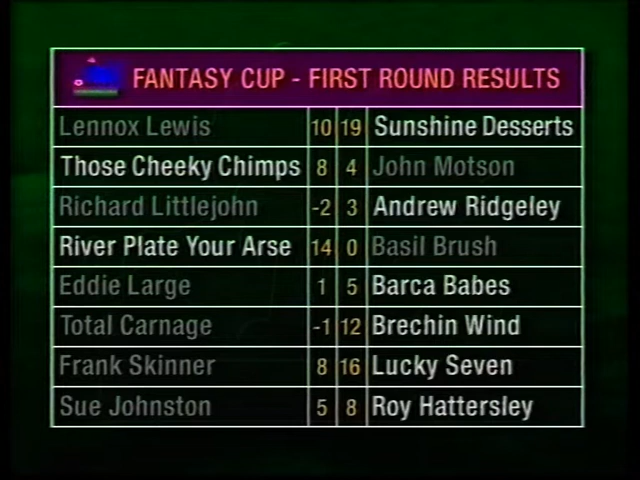 FANTASY CUP - FIRST ROUND RESULTS
Lennox Lewis 10 19 Sunshine Desserts
Those Cheeky Chimps 8 4 John Motson
Richard Littlejohn -2 3 Andrew Ridgeley
River Plate Your Arse 14 0 Basil Brush
Eddie Large 1 5 Barca Babes
Total Carnage -1 12 Brechin Wind
Frank Skinner 8 16 Lucky Seven
Sue Johnston 5 8 Roy Hattersley